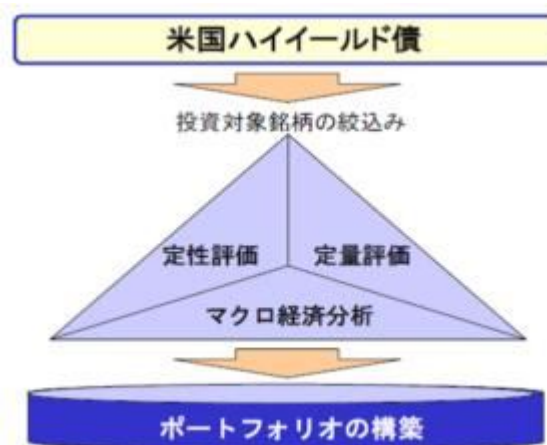 米国ハイイールド債
投資対象銘柄の絞込み
定性評価
定量評価
マクロ経済分析
ポートフォリオの構築